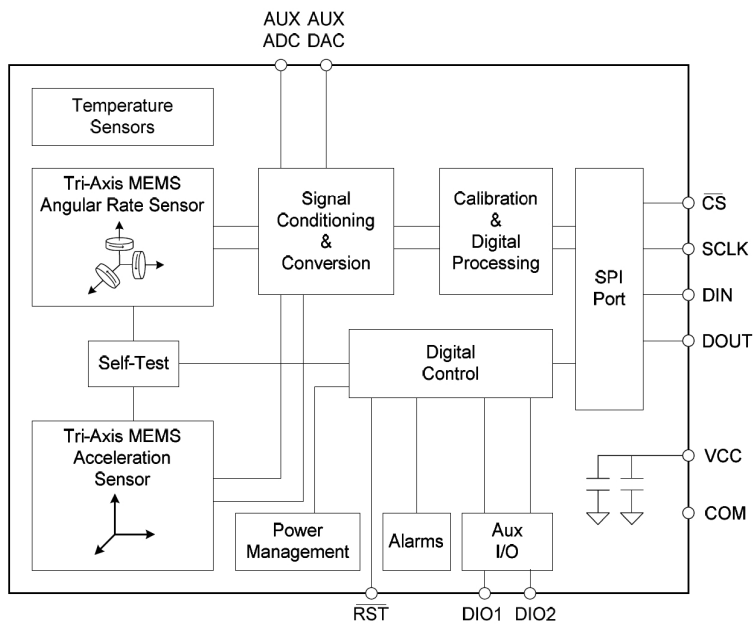 AUX AUX
ADC DAC
Temperature
Sensors
Tri-Axis MEMS
Angular Rate Sensor
Signal
Conditioning
&
Conversion
Calibration
&
Digital
Processing
SPI
Port
C̅S̅
SCLK
DIN
DOUT
Self-Test
Digital
Control
Tri-Axis MEMS
Acceleration
Sensor
Power
Management
Alarms
Aux
I/O
VCC
COM
R̅S̅T̅
DIO1 DIO2